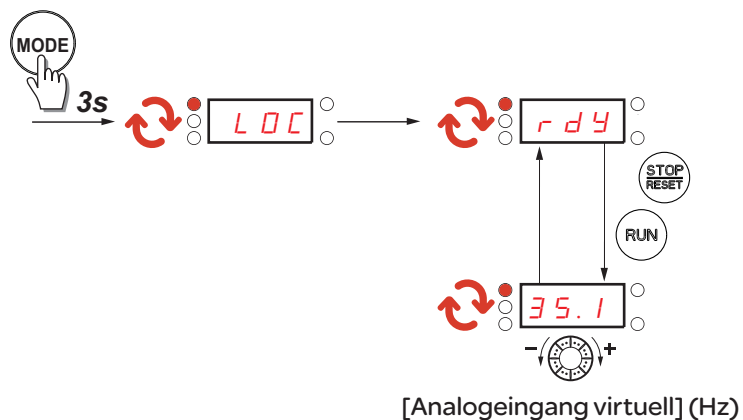 MODE
3s
LOC
rdY
STOP
RESET
RUN
35.1
- +
[Analogeingang virtuell] (Hz)